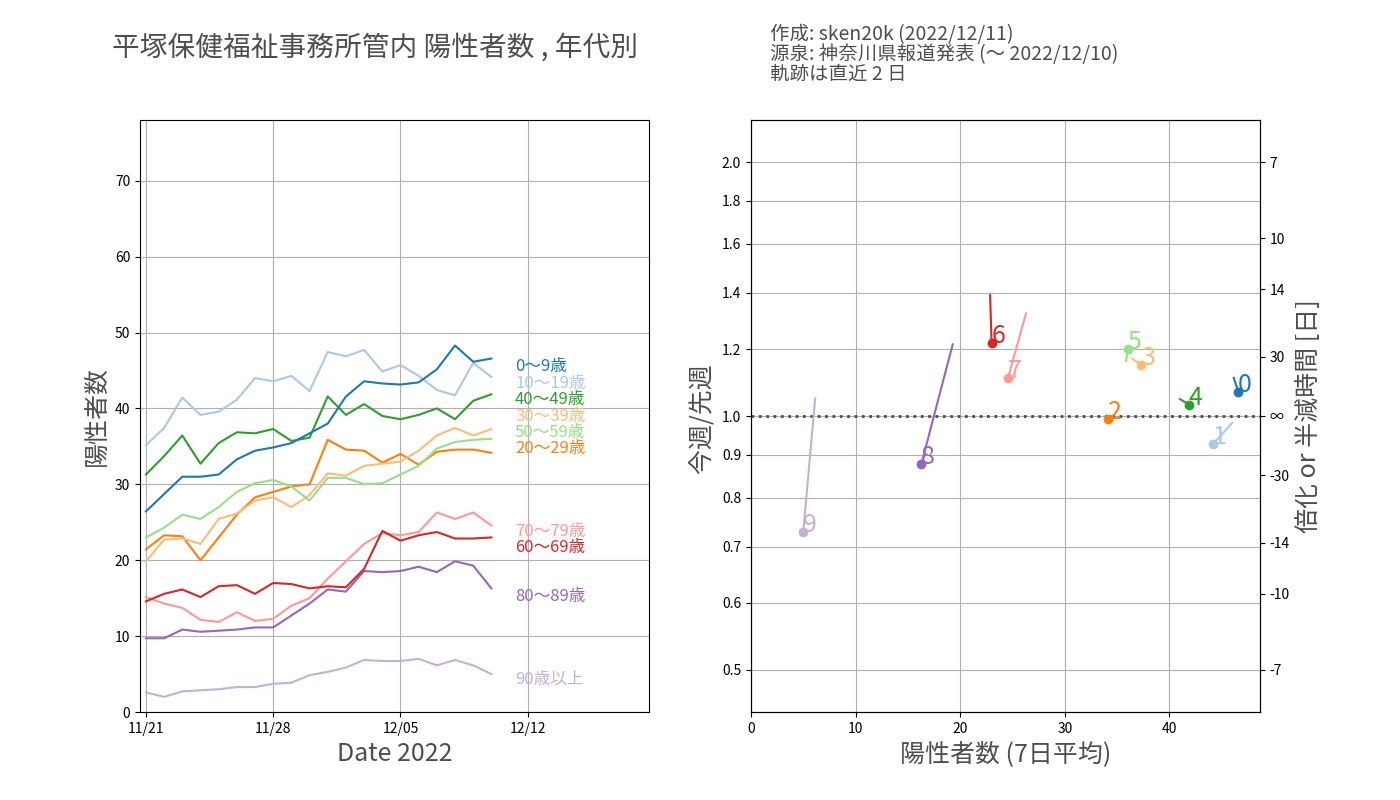 平塚保健福祉事務所管内 陽性者数 , 年代別
作成: sken20k (2022/12/11)
源泉: 神奈川県報道発表 (〜 2022/12/10)
軌跡は直近 2 日
陽性者数
70
60
50
40
30
20
10
0
11/21
11/28
12/05
12/12
Date 2022
0〜9歳
10〜19歳
40〜49歳
30〜39歳
50〜59歳
20〜29歳
70〜79歳
60〜69歳
80〜89歳
90歳以上
今週/先週
2.0
1.8
1.6
1.4
1.2
1.0
0.9
0.8
0.7
0.6
0.5
6
7
5
3
4
0
2
1
8
9
0
10
20
30
40
陽性者数 (7日平均)
7
10
14
30
∞
-30
-14
-10
-7
倍化 or 半減時間 [日]